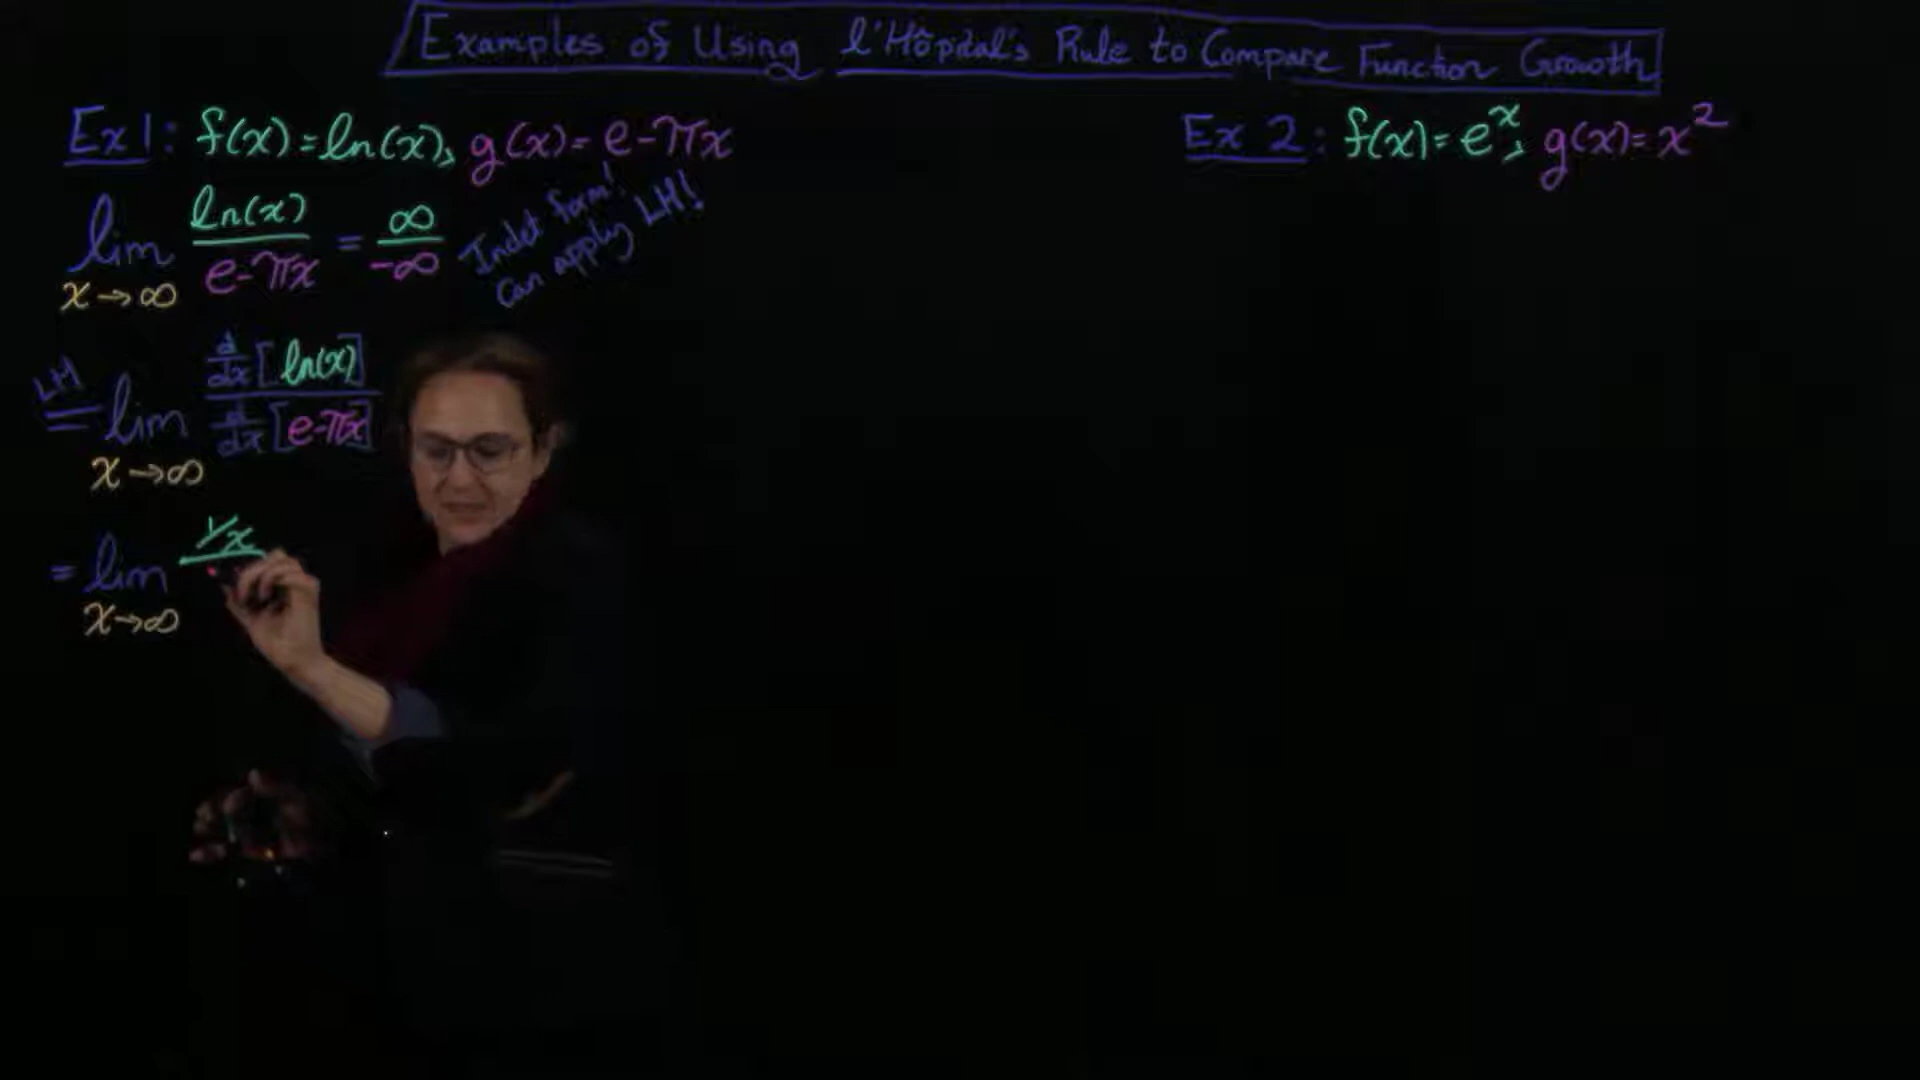 Examples of Using l'Hôpital's Rule to Compare Function Growth
Ex 1: f(x)=ln(x), g(x)= e-πx
lim x→∞ ln(x)/(e-πx) = ∞/-∞
Indet form!
Can apply LH!
LH= lim x→∞ d/dx [ln(x)] / d/dx [e-πx]
= lim x→∞ 1/x
Ex 2: f(x)= e^x, g(x)= x^2